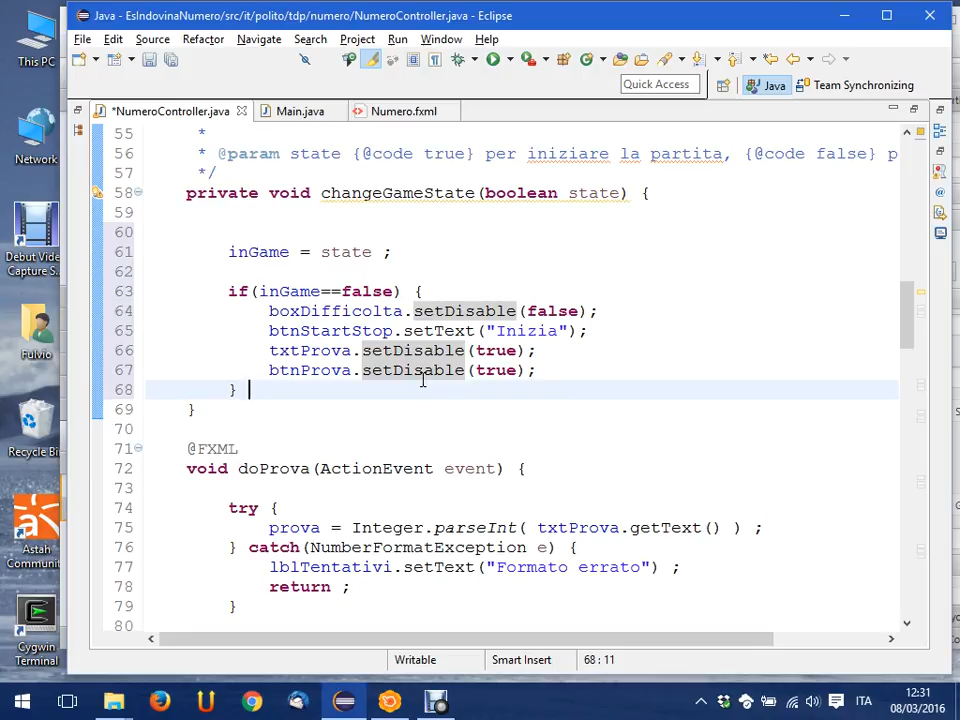 This PC
Network
Debut Vide
Capture S...
Fulvio
Recycle Bi
Astah
Communit
Cygwin
Terminal
Java - EsIndovinaNumero/src/it/polito/tdp/numero/NumeroController.java - Eclipse
File Edit Source Refactor Navigate Search Project Run Window Help
Quick Access
Java
Team Synchronizing
*NumeroController.java
Main.java
Numero.fxml
55 *
56 * @param state {@code true} per iniziare la partita, {@code false} p
57 */
58 private void changeGameState(boolean state) {
59
60
61 inGame = state ;
62
63 if(inGame==false) {
64 boxDifficolta.setDisable(false);
65 btnStartStop.setText("Inizia");
66 txtProva.setDisable(true);
67 btnProva.setDisable(true);
68 }
69 }
70
71 @FXML
72 void doProva(ActionEvent event) {
73
74 try {
75 prova = Integer.parseInt( txtProva.getText() ) ;
76 } catch(NumberFormatException e) {
77 lblTentativi.setText("Formato errato") ;
78 return ;
79 }
80
Writable
Smart Insert
68 : 11
ITA
12:31
08/03/2016